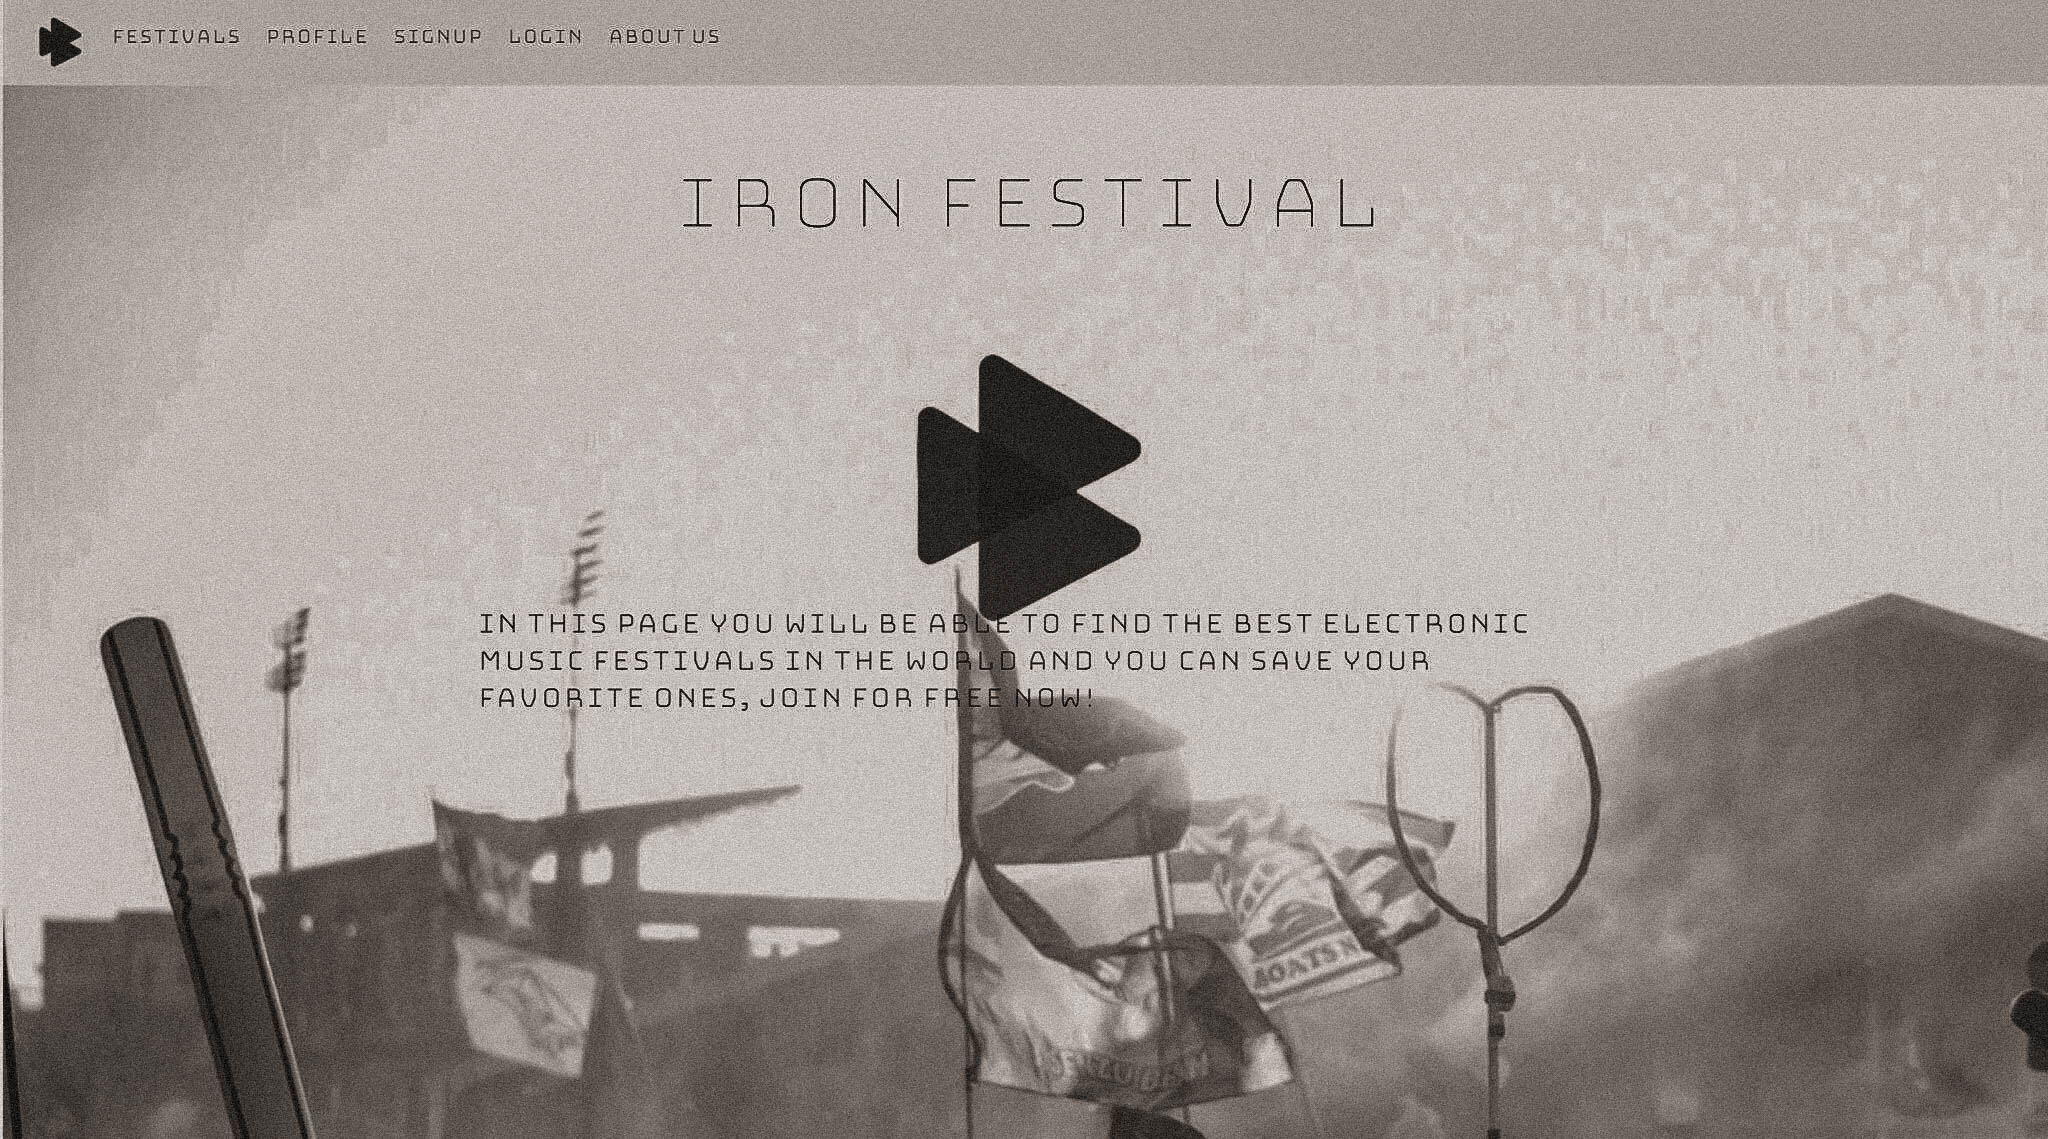 FESTIVALS PROFILE SIGNUP LOGIN ABOUT US
IRON FESTIVAL
IN THIS PAGE YOU WILL BE ABLE TO FIND THE BEST ELECTRONIC
MUSIC FESTIVALS IN THE WORLD AND YOU CAN SAVE YOUR
FAVORITE ONES, JOIN FOR FREE NOW!